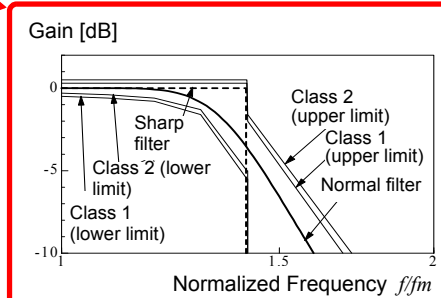 Gain [dB]
0
Sharp
filter
Class 2
(upper limit)
Class 1
(upper limit)
Class 2 (lower
limit)
Class 1
(lower limit)
Normal filter
-5
-10
1
1.5
2
Normalized Frequency f/fm